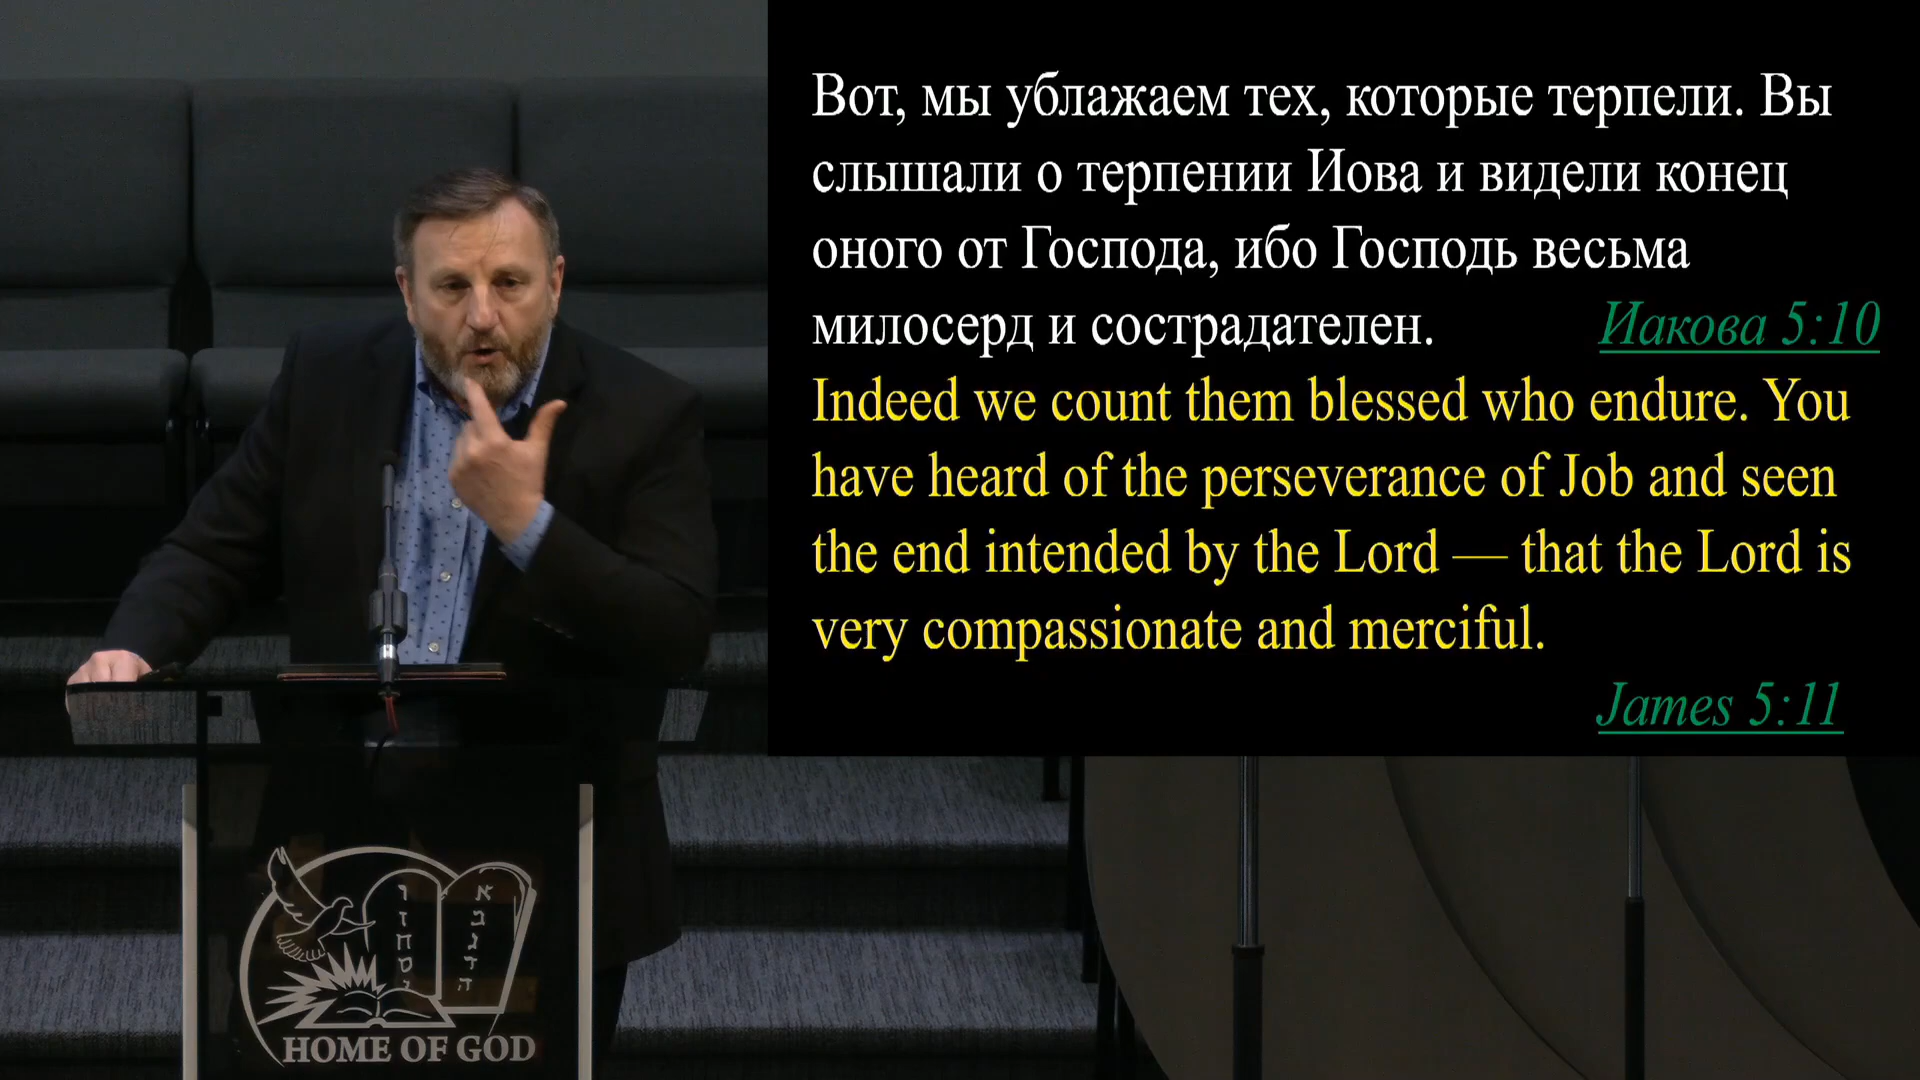 Вот, мы ублажаем тех, которые терпели. Вы
слышали о терпении Иова и видели конец
оного от Господа, ибо Господь весьма
милосерд и сострадателен. Иакова 5:10
Indeed we count them blessed who endure. You
have heard of the perseverance of Job and seen
the end intended by the Lord — that the Lord is
very compassionate and merciful.
James 5:11
ו
ז
ח
ט
י
א
ב
ג
ד
ה
HOME OF GOD